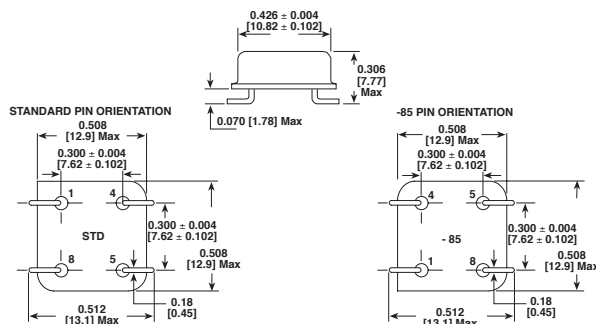 0.426 ± 0.004
[10.82 ± 0.102]
0.306
[7.77]
Max
0.070 [1.78] Max
STANDARD PIN ORIENTATION
0.508
[12.9] Max
0.300 ± 0.004
[7.62 ± 0.102]
1
4
STD
8
5
0.300 ± 0.004
[7.62 ± 0.102]
0.508
[12.9] Max
0.18
[0.45]
0.512
[13.1] Max
-85 PIN ORIENTATION
0.508
[12.9] Max
0.300 ± 0.004
[7.62 ± 0.102]
4
5
- 85
1
8
0.300 ± 0.004
[7.62 ± 0.102]
0.508
[12.9] Max
0.18
[0.45]
0.512
[13.1] Max